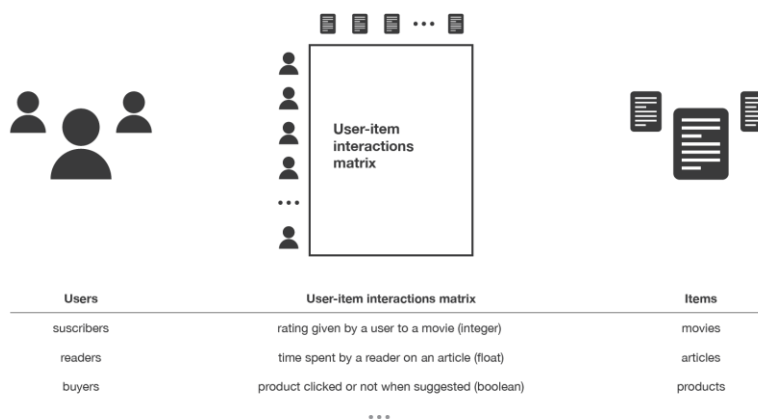 User-item
interactions
matrix
Users User-item interactions matrix Items
suscribers rating given by a user to a movie (integer) movies
readers time spent by a reader on an article (float) articles
buyers product clicked or not when suggested (boolean) products